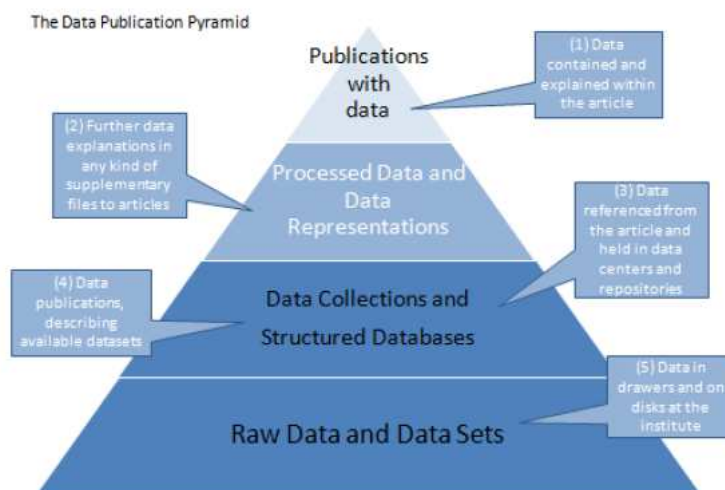 The Data Publication Pyramid
Publications
with
data
(1) Data
contained and
explained within
the article
(2) Further data
explanations in
any kind of
supplementary
files to articles
Processed Data and
Data
Representations
(3) Data
referenced from
the article and
held in data
centers and
repositories
(4) Data
publications,
describing
available datasets
Data Collections and
Structured Databases
(5) Data in
drawers and on
disks at the
institute
Raw Data and Data Sets